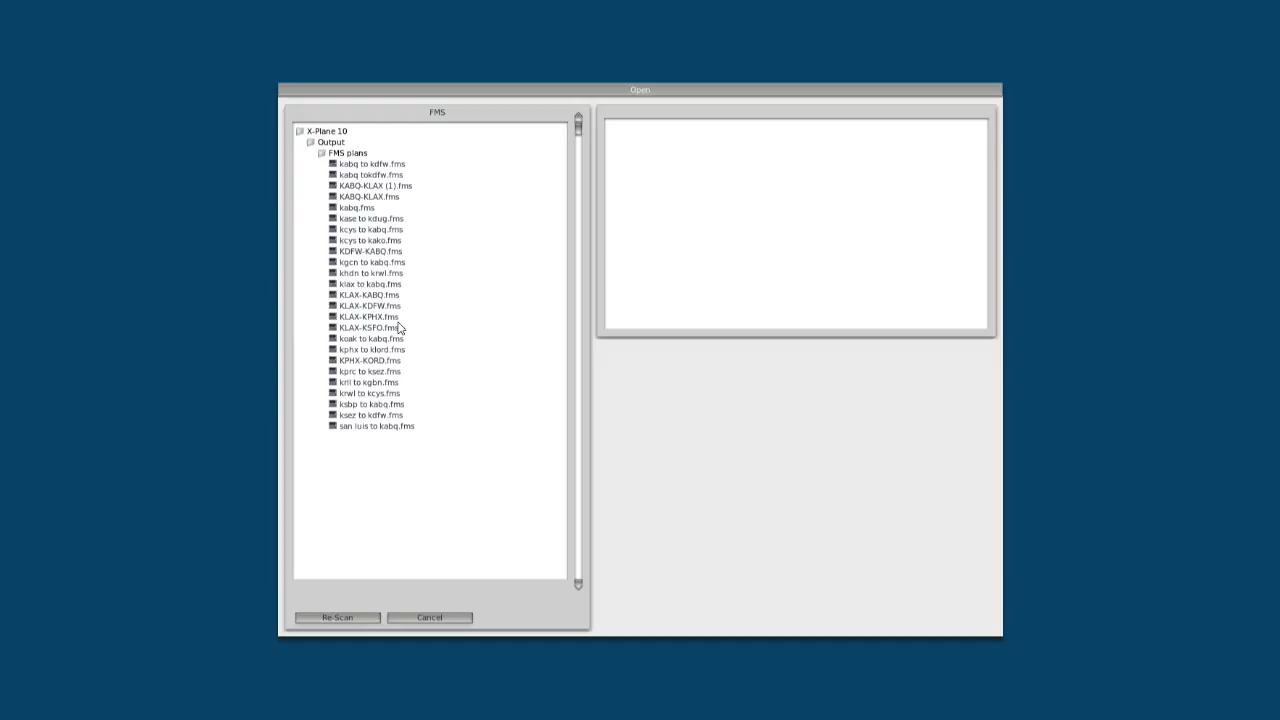 Open
FMS
X-Plane 10
Output
FMS plans
kabq to kdfw.fms
kabq tokdfw.fms
KABQ-KLAX (1).fms
KABQ-KLAX.fms
kabq.fms
kase to kdug.fms
kcys to kabq.fms
kcys to kako.fms
KDFW-KABQ.fms
kgcn to kabq.fms
khdn to krwl.fms
klax to kabq.fms
KLAX-KABQ.fms
KLAX-KDFW.fms
KLAX-KPHX.fms
KLAX-KSFO.fms
koak to kabq.fms
kphx to klord.fms
KPHX-KORD.fms
kprc to ksez.fms
kril to kgbn.fms
krwl to kcys.fms
ksbp to kabq.fms
ksez to kdfw.fms
san luis to kabq.fms
Re-Scan
Cancel